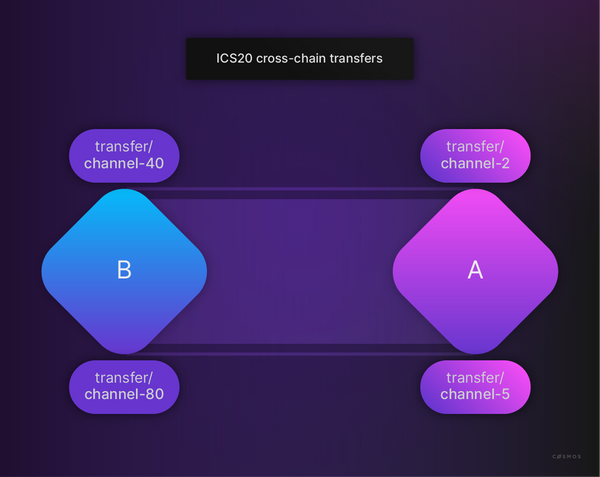 ICS20 cross-chain transfers
transfer/
channel-40
transfer/
channel-2
B
A
transfer/
channel-80
transfer/
channel-5
COSMOS